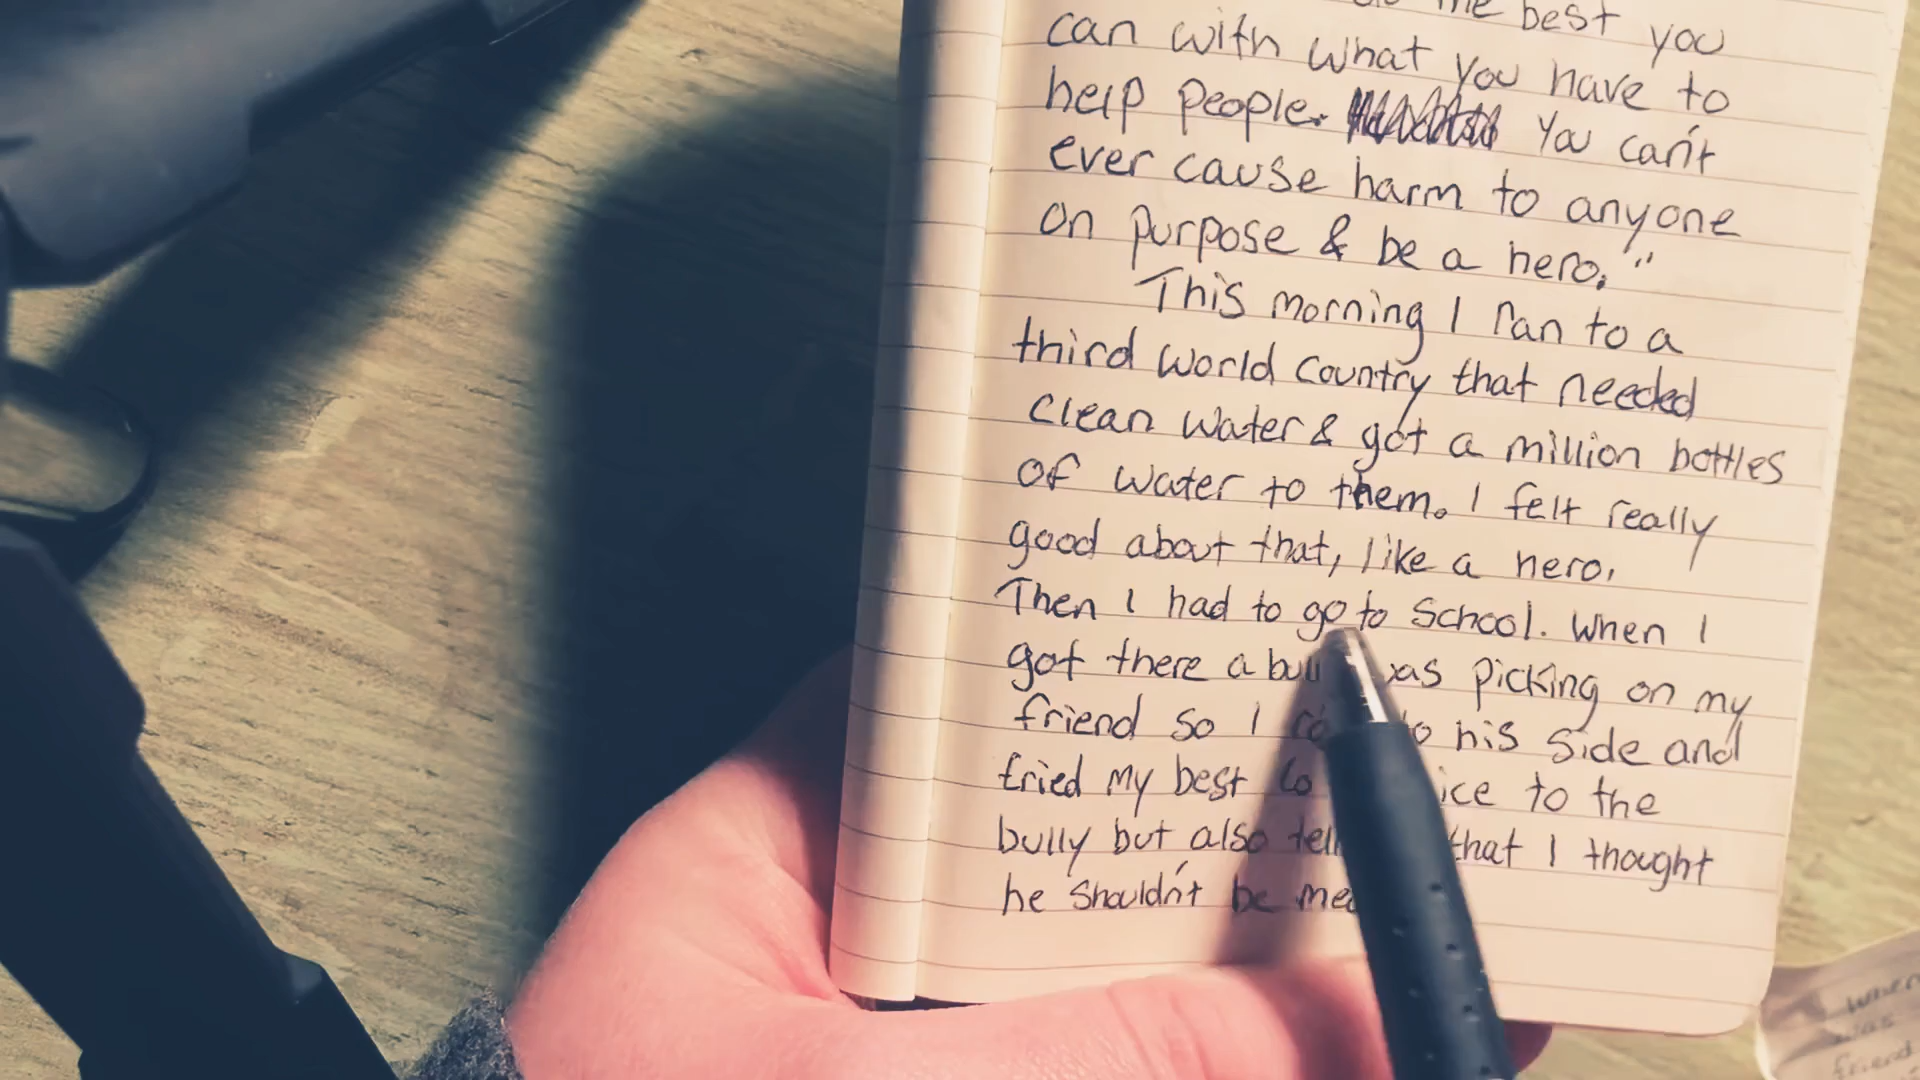 the best you
can with what you have to
help people. You can't
ever cause harm to anyone
on purpose & be a hero."
This morning I ran to a
third world country that needed
clean water & got a million bottles
of water to them. I felt really
good about that, like a hero.
Then I had to go to school. When I
got there a picking on my
friend so I his side and
tried my best to the
bully but also that I thought
he shouldn't be
When
was
friend